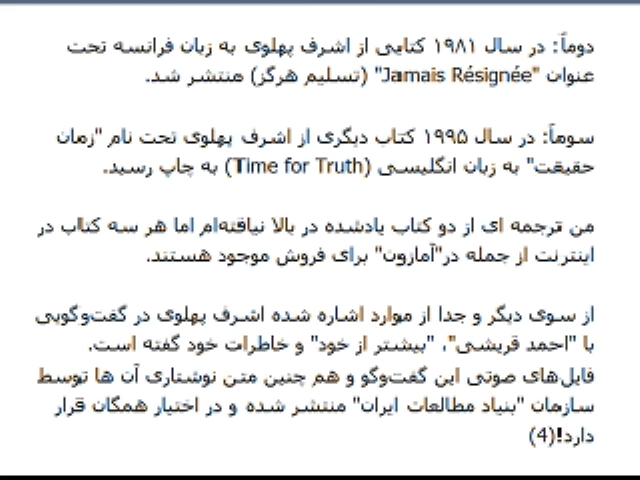 دوماً: در سال ۱۹۸۱ کتابی از اشرف پهلوی به زبان فرانسه تحت
عنوان "Jamais Résignée" (تسلیم هرگز) منتشر شد.
سوماً: در سال ۱۹۹۵ کتاب دیگری از اشرف پهلوی تحت نام "زمان
حقیقت" به زبان انگلیسی (Time for Truth) به چاپ رسید.
من ترجمه ای از دو کتاب یادشده در بالا نیافته‌ام اما هر سه کتاب در
اینترنت از جمله در"آمازون" برای فروش موجود هستند.
از سوی دیگر و جدا از موارد اشاره شده اشرف پهلوی در گفت‌وگویی
با "احمد قریشی"، "بیشتر از خود" و خاطرات خود گفته است.
فایل‌های صوتی این گفت‌وگو و هم چنین متن نوشتاری آن ها توسط
سازمان "بنیاد مطالعات ایران" منتشر شده و در اختیار همگان قرار
دارد!(4)